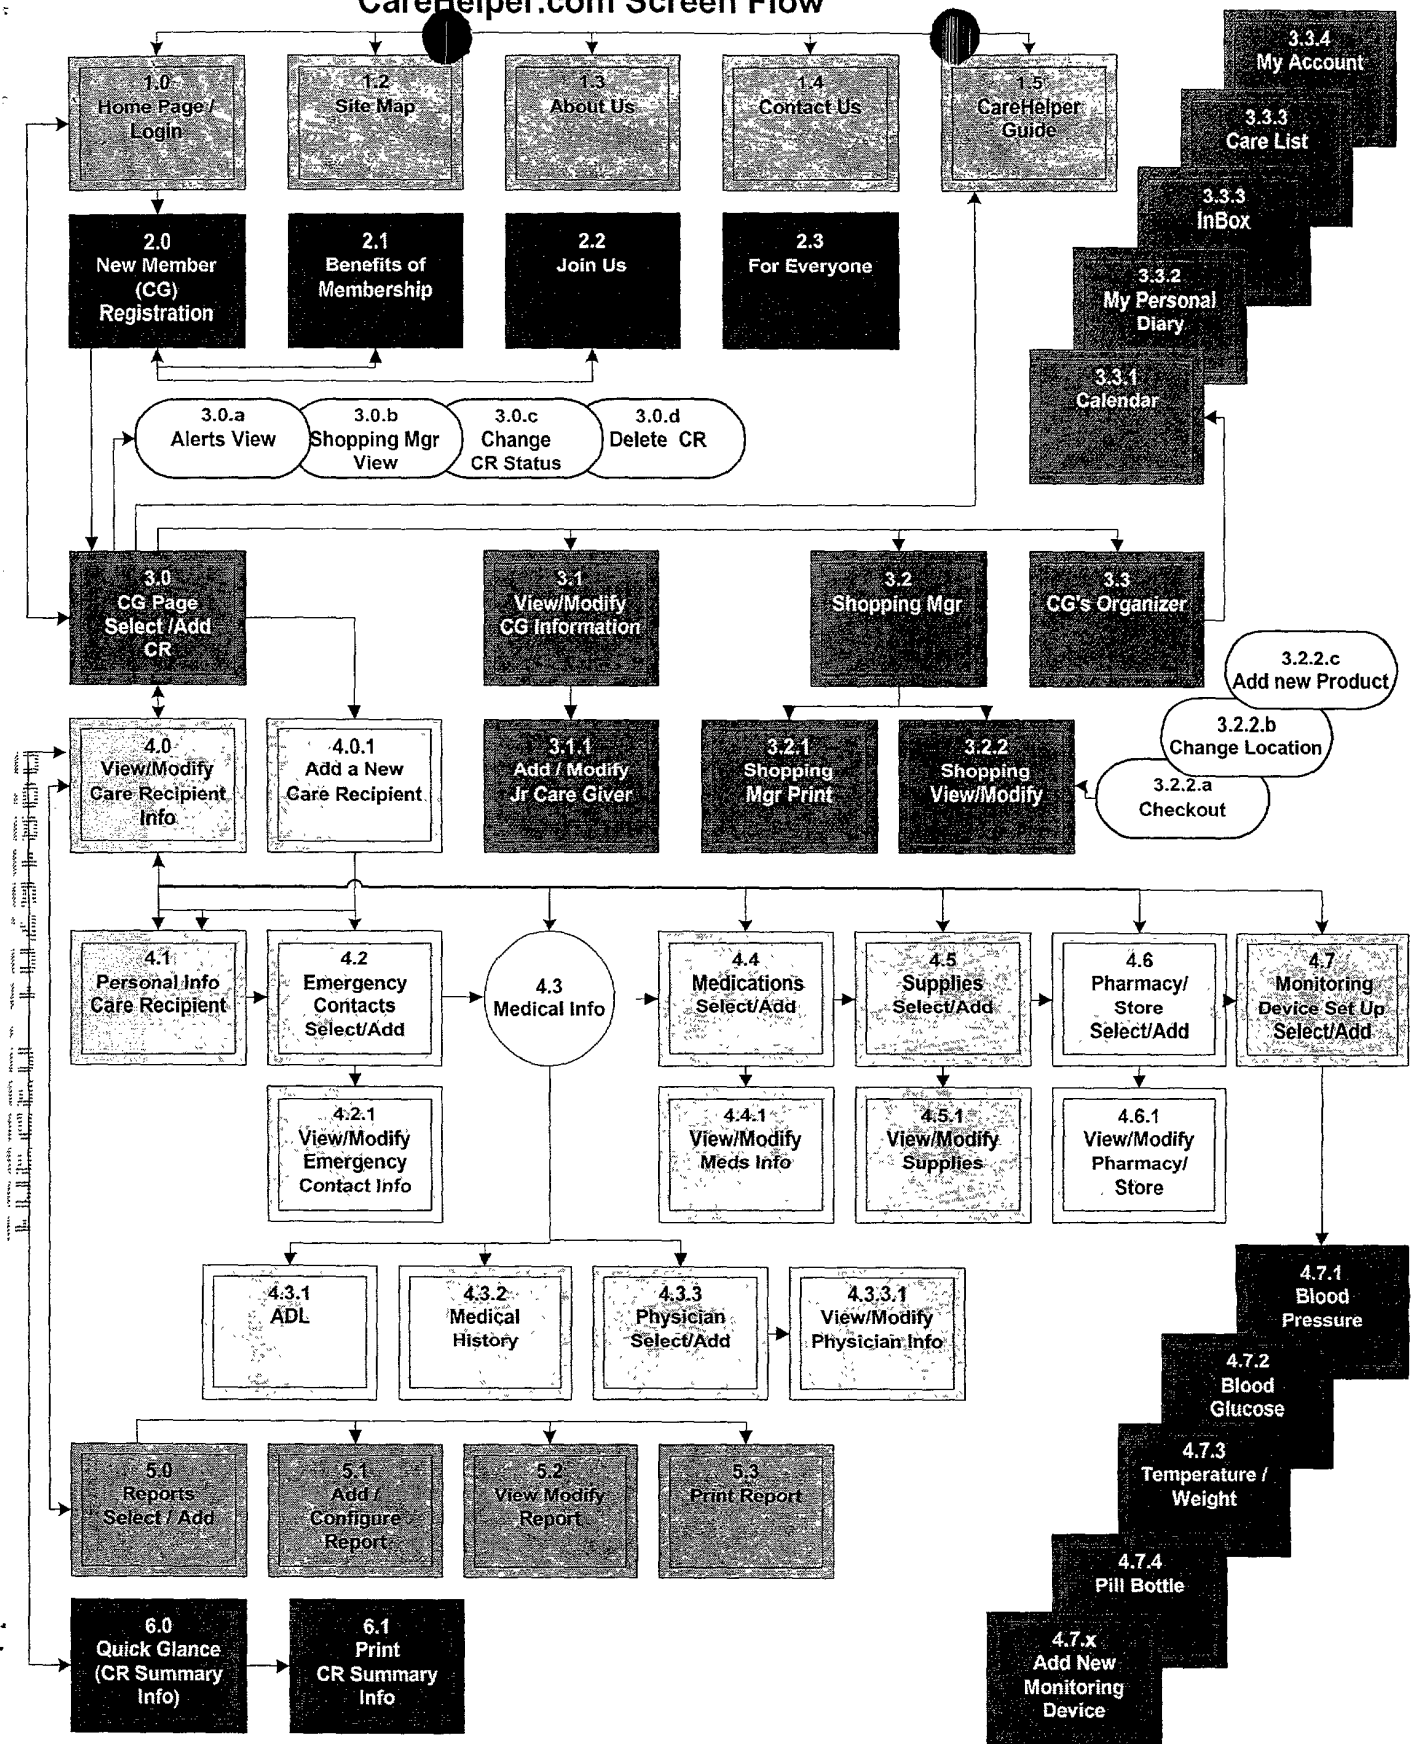 CareHelper.com Screen Flow
1.0
Home Page /
Login
1.2
Site Map
1.3
About Us
1.4
Contact Us
1.5
CareHelper
Guide
3.3.4
My Account
3.3.3
Care List
3.3.3
InBox
3.3.2
My Personal
Diary
3.3.1
Calendar
2.0
New Member
(CG)
Registration
2.1
Benefits of
Membership
2.2
Join Us
2.3
For Everyone
3.0.a
Alerts View
3.0.b
Shopping Mgr
View
3.0.c
Change
CR Status
3.0.d
Delete CR
3.0
CG Page
Select /Add
CR
3.1
View/Modify
CG Information
3.2
Shopping Mgr
3.3
CG's Organizer
3.2.2.c
Add new Product
3.2.2.b
Change Location
3.2.2.a
Checkout
4.0
View/Modify
Care Recipient
Info
4.0.1
Add a New
Care Recipient
3.1.1
Add / Modify
Jr Care Giver
3.2.1
Shopping
Mgr Print
3.2.2
Shopping
View/Modify
4.1
Personal Info
Care Recipient
4.2
Emergency
Contacts
Select/Add
4.3
Medical Info
4.4
Medications
Select/Add
4.5
Supplies
Select/Add
4.6
Pharmacy/
Store
Select/Add
4.7
Monitoring
Device Set Up
Select/Add
4.2.1
View/Modify
Emergency
Contact Info
4.4.1
View/Modify
Meds Info
4.5.1
View/Modify
Supplies
4.6.1
View/Modify
Pharmacy/
Store
4.3.1
ADL
4.3.2
Medical
History
4.3.3
Physician
Select/Add
4.3.3.1
View/Modify
Physician Info
4.7.1
Blood
Pressure
4.7.2
Blood
Glucose
4.7.3
Temperature /
Weight
4.7.4
Pill Bottle
4.7.x
Add New
Monitoring
Device
5.0
Reports
Select / Add
5.1
Add /
Configure
Report
5.2
View Modify
Report
5.3
Print Report
6.0
Quick Glance
(CR Summary
Info)
6.1
Print
CR Summary
Info